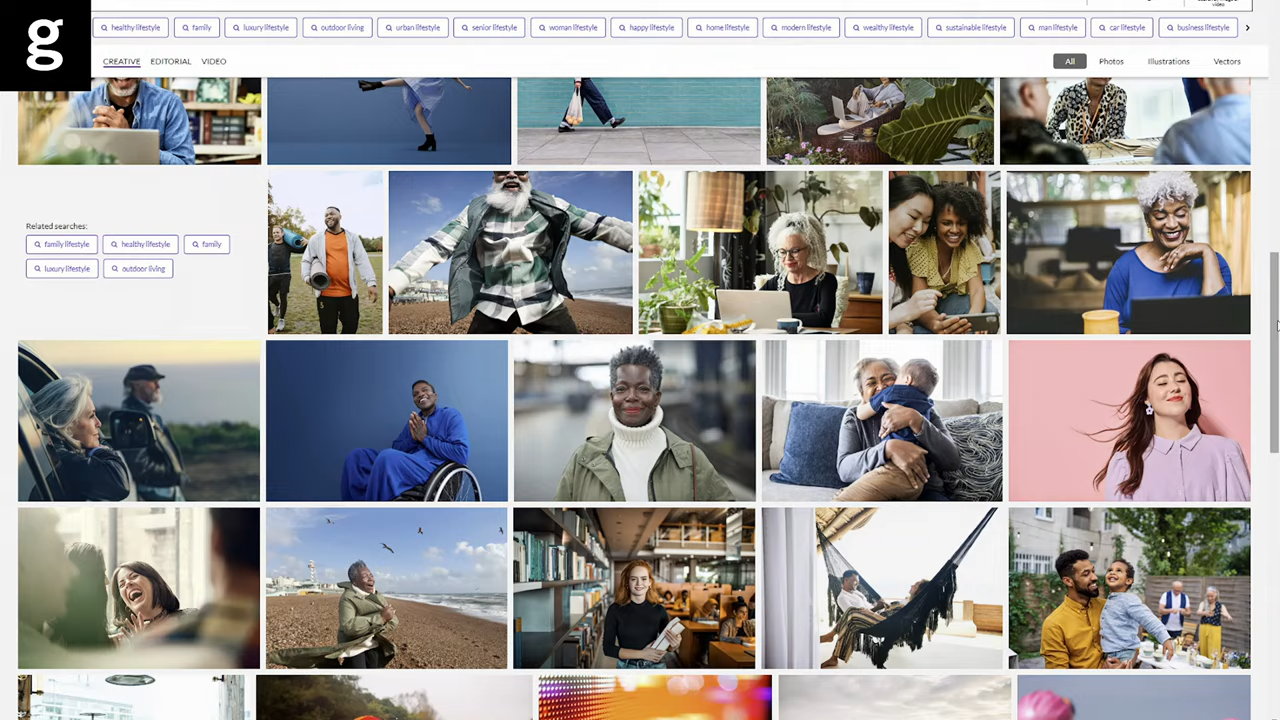 g
video
healthy lifestyle
family
luxury lifestyle
outdoor living
urban lifestyle
senior lifestyle
woman lifestyle
happy lifestyle
home lifestyle
modern lifestyle
wealthy lifestyle
sustainable lifestyle
man lifestyle
car lifestyle
business lifestyle
CREATIVE EDITORIAL VIDEO
All Photos Illustrations Vectors
Related searches:
family lifestyle
healthy lifestyle
family
luxury lifestyle
outdoor living